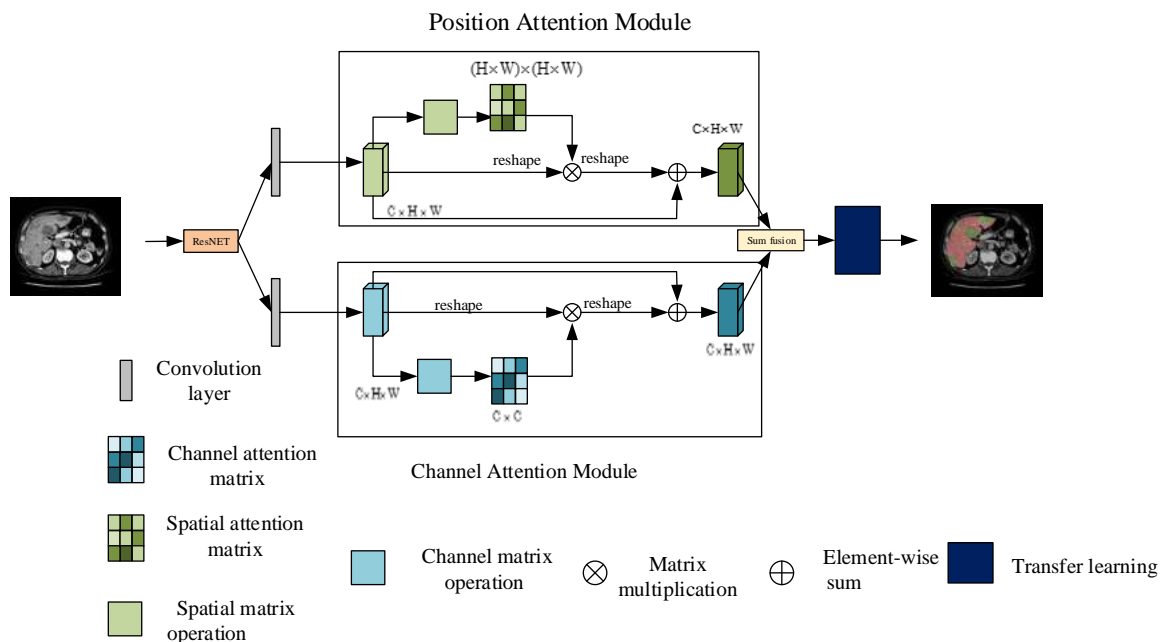 Position Attention Module
(H×W)×(H×W)
C×H×W
reshape
reshape
C×H×W
ResNET
Sum fusion
reshape
reshape
C×H×W
C×H×W
C×C
Channel Attention Module
Convolution
layer
Channel attention
matrix
Spatial attention
matrix
Spatial matrix
operation
Channel matrix
operation
Matrix
multiplication
Element-wise
sum
Transfer learning